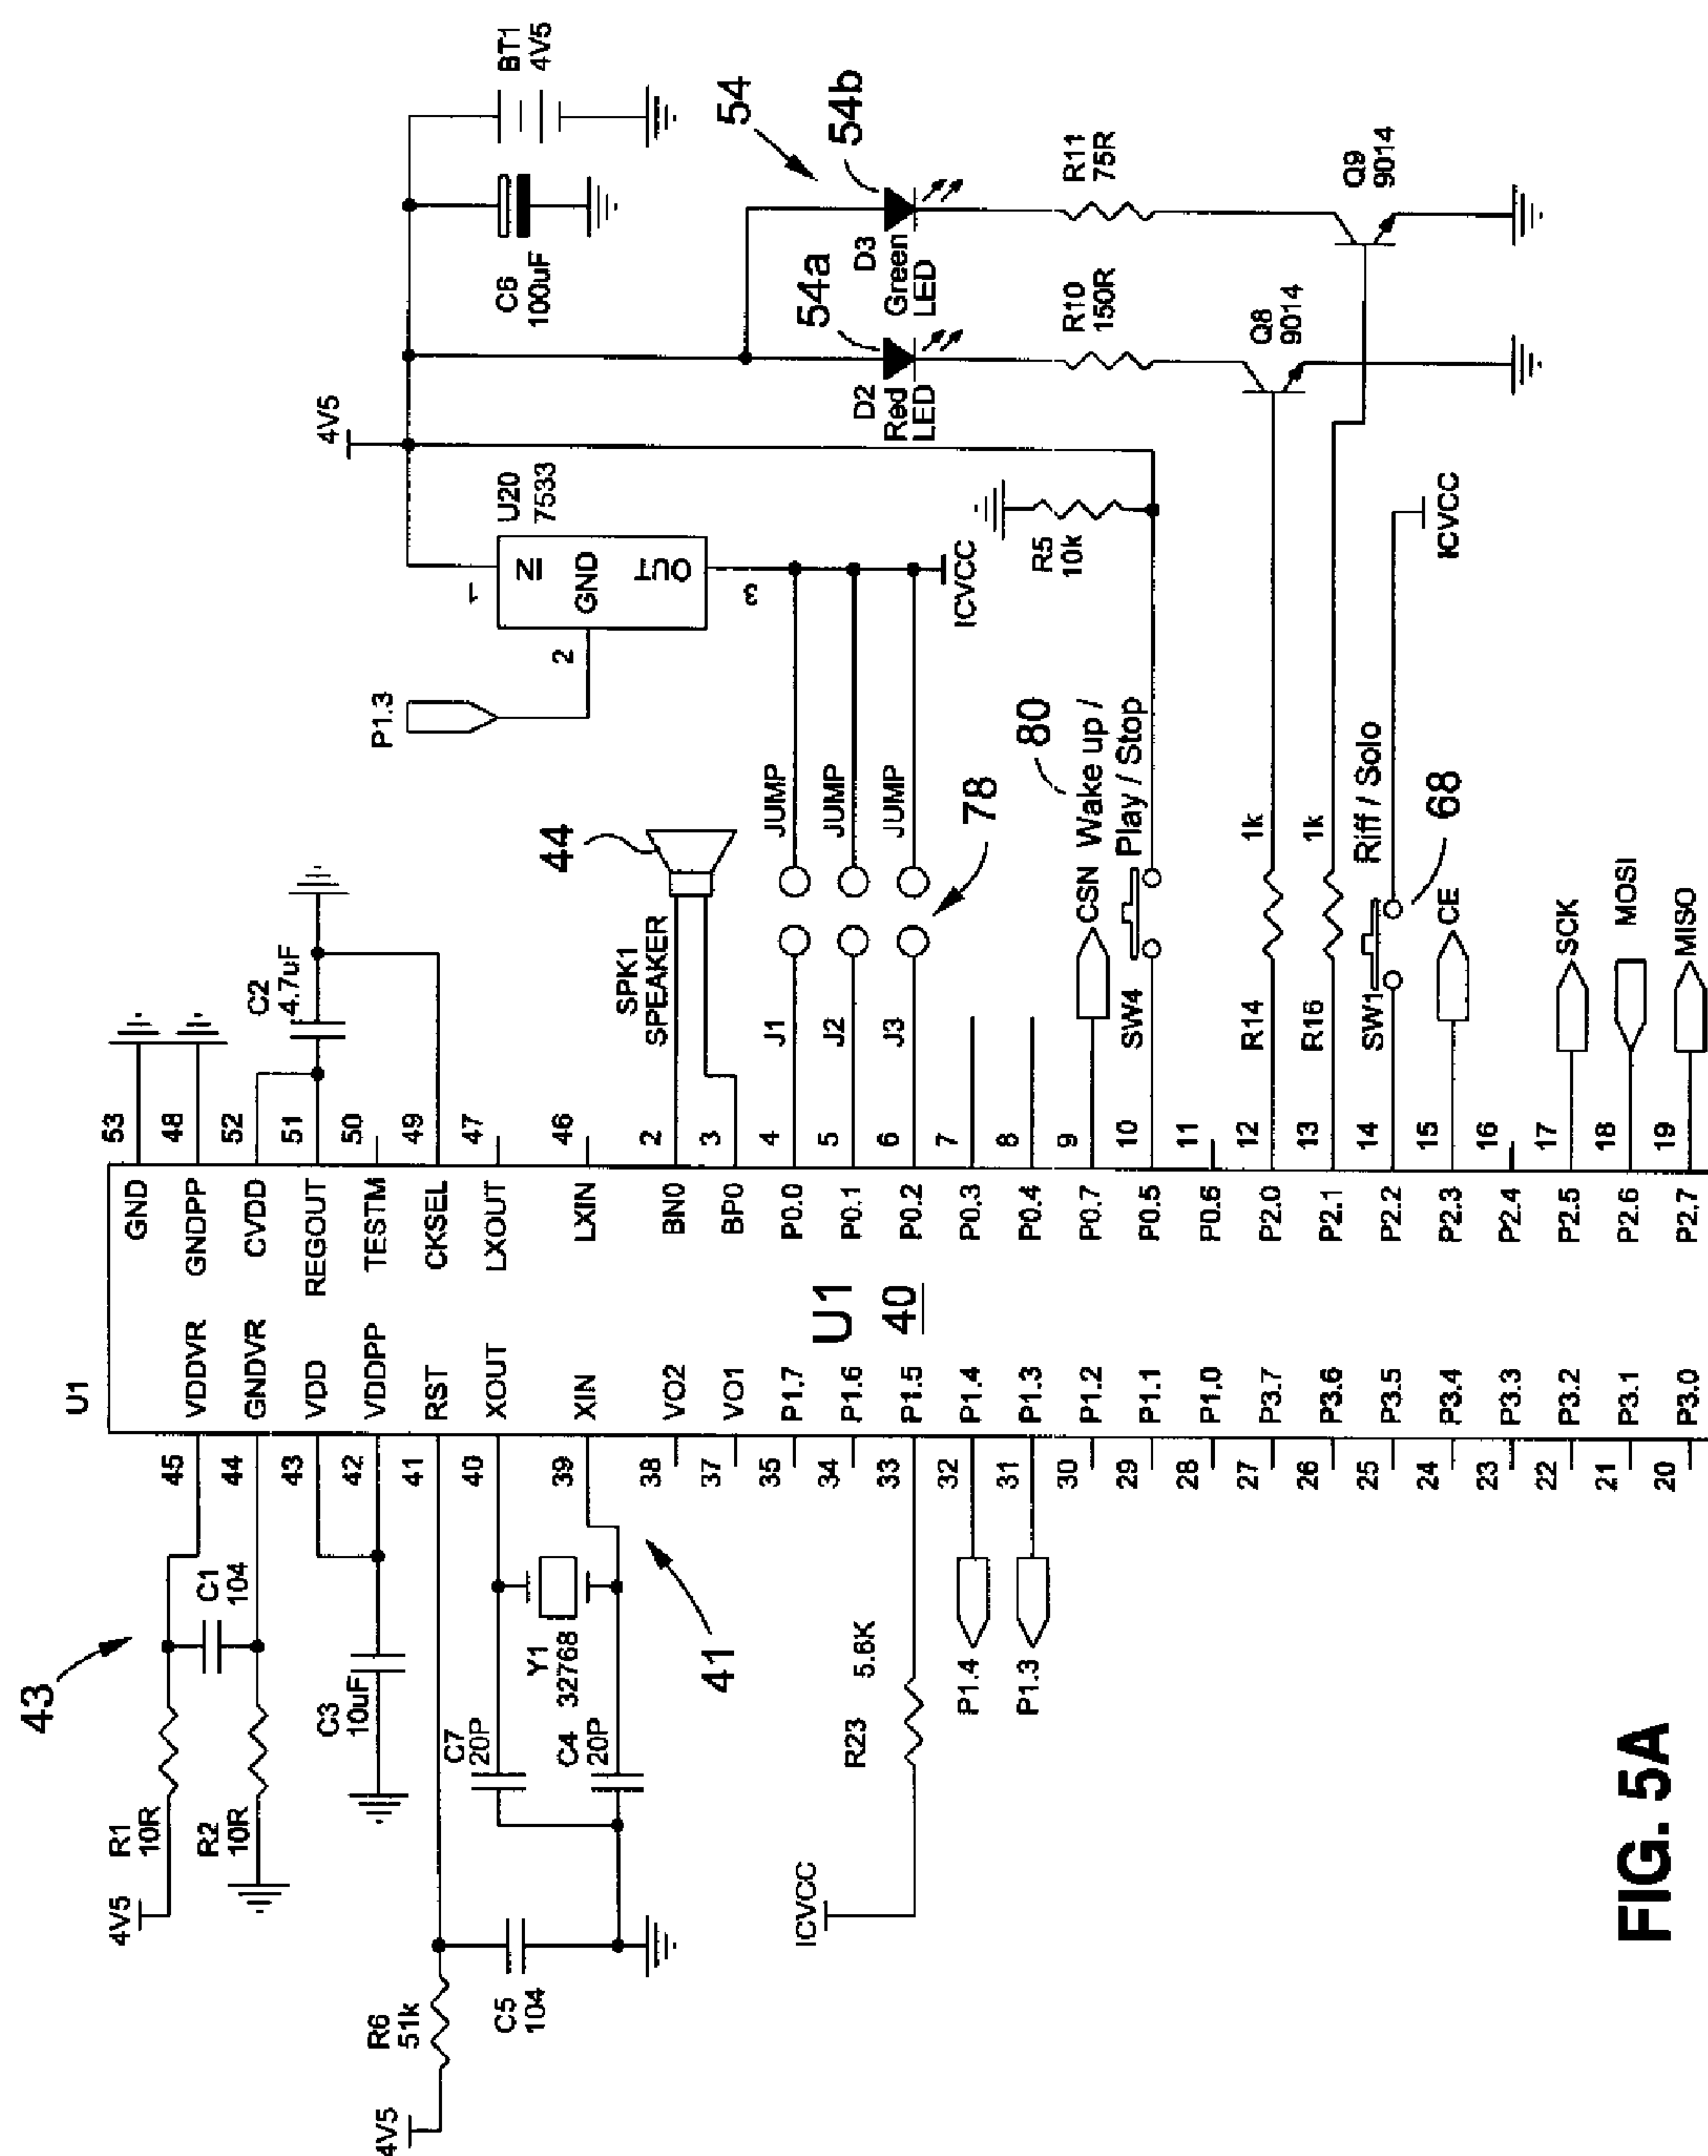 43
4V5
R1
10R
R2
10R
C1
104
C3
10uF
R6
51k
4V5
C5
104
C7
20P
C4
20P
Y1
32768
41
ICVCC
R23
5.6K
P1.4
P1.3
U1
45
44
43
42
41
40
39
38
37
35
34
33
32
31
30
29
28
27
26
25
24
23
22
21
20
VDDVR
GNDVR
VDD
VDDPP
RST
XOUT
XIN
VO2
VO1
P1.7
P1.6
P1.5
P1.4
P1.3
P1.2
P1.1
P1.0
P3.7
P3.6
P3.5
P3.4
P3.3
P3.2
P3.1
P3.0
U1
40
GND
GNDPP
CVDD
REGOUT
TESTM
CKSEL
LXOUT
LXIN
BN0
BP0
P0.0
P0.1
P0.2
P0.3
P0.4
P0.7
P0.5
P0.6
P2.0
P2.1
P2.2
P2.3
P2.4
P2.5
P2.6
P2.7
53
48
52
51
50
49
47
46
2
3
4
5
6
7
8
9
10
11
12
13
14
15
16
17
18
19
C2
4.7uF
SPK1
SPEAKER
44
J1
JUMP
J2
JUMP
J3
JUMP
78
CSN
80
Wake up /
Play / Stop
SW4
R14
1k
R16
1k
SW1
Riff / Solo
68
CE
SCK
MOSI
MISO
P1.3
2
1
3
IN
GND
OUT
U20
7533
ICVCC
4V5
R5
10k
ICVCC
C6
100uF
BT1
4V5
54
54a
54b
D2
Red
LED
D3
Green
LED
R10
150R
R11
75R
Q8
9014
Q9
9014
FIG. 5A